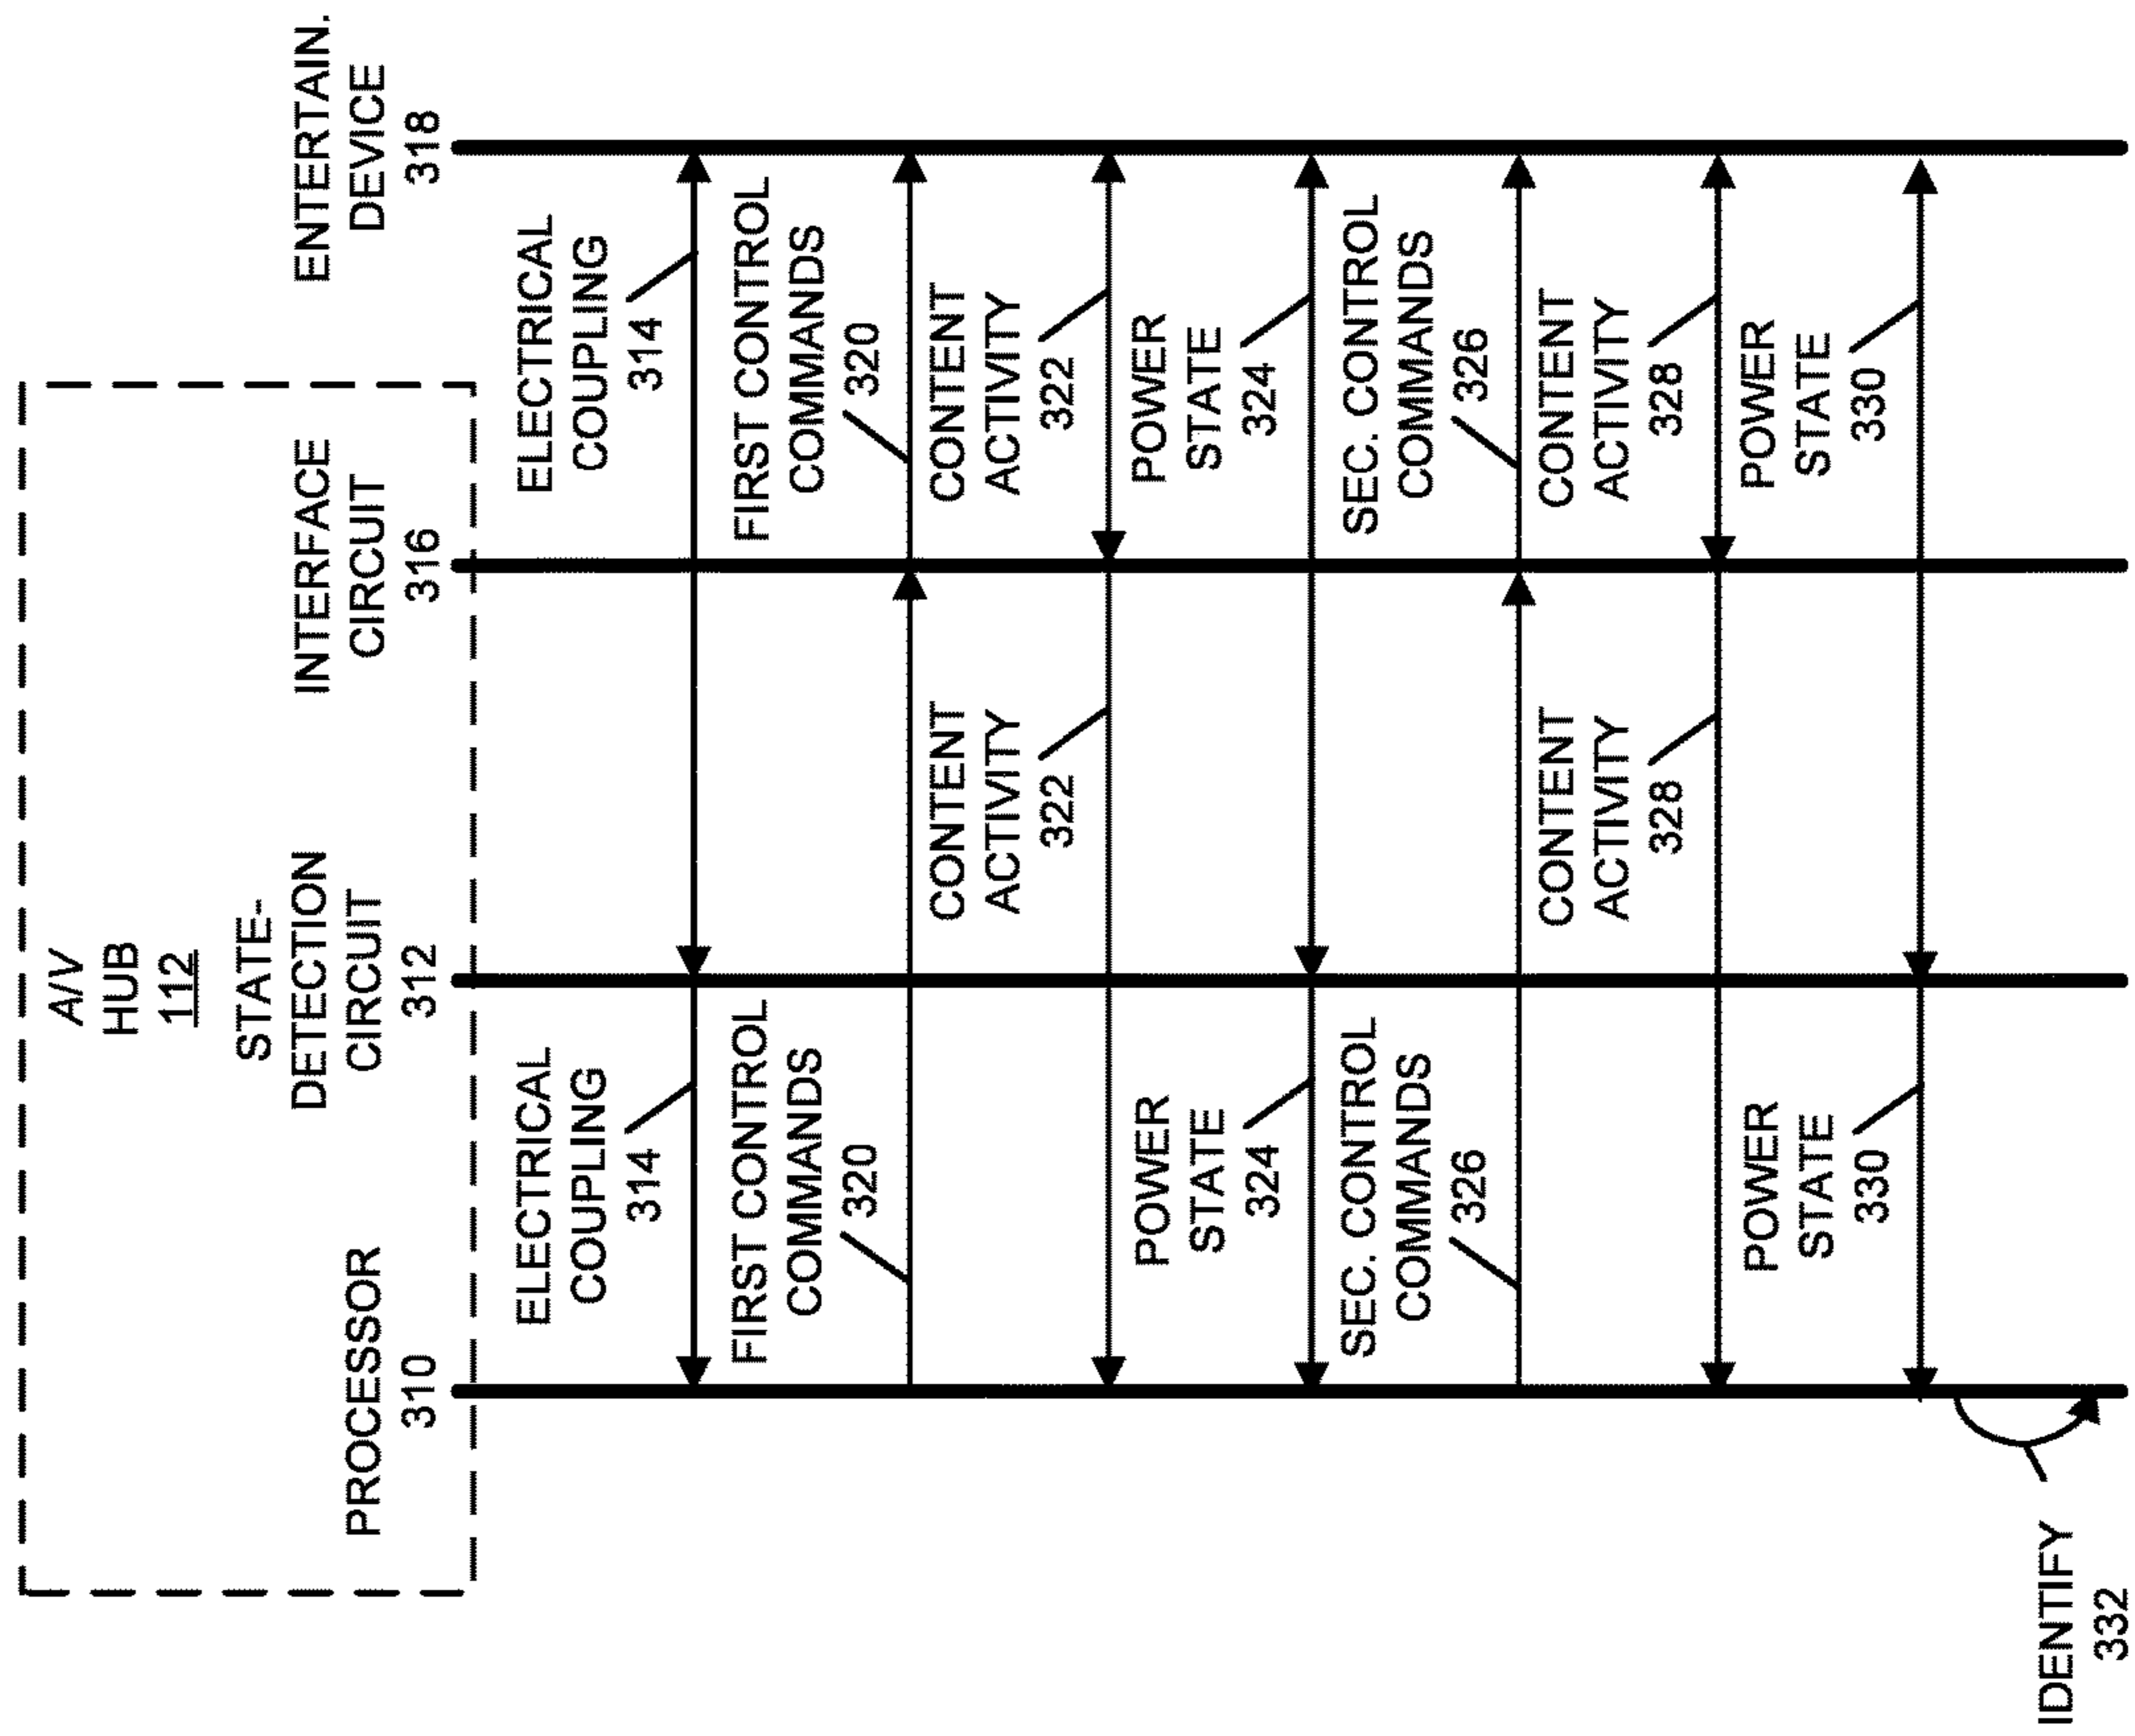 A/V
HUB
112
PROCESSOR
310
STATE-
DETECTION
CIRCUIT
312
INTERFACE
CIRCUIT
316
ENTERTAIN.
DEVICE
318
ELECTRICAL
COUPLING
314
ELECTRICAL
COUPLING
314
FIRST CONTROL
COMMANDS
320
FIRST CONTROL
COMMANDS
320
CONTENT
ACTIVITY
322
CONTENT
ACTIVITY
322
POWER
STATE
324
POWER
STATE
324
SEC. CONTROL
COMMANDS
326
SEC. CONTROL
COMMANDS
326
CONTENT
ACTIVITY
328
CONTENT
ACTIVITY
328
POWER
STATE
330
POWER
STATE
330
IDENTIFY
332